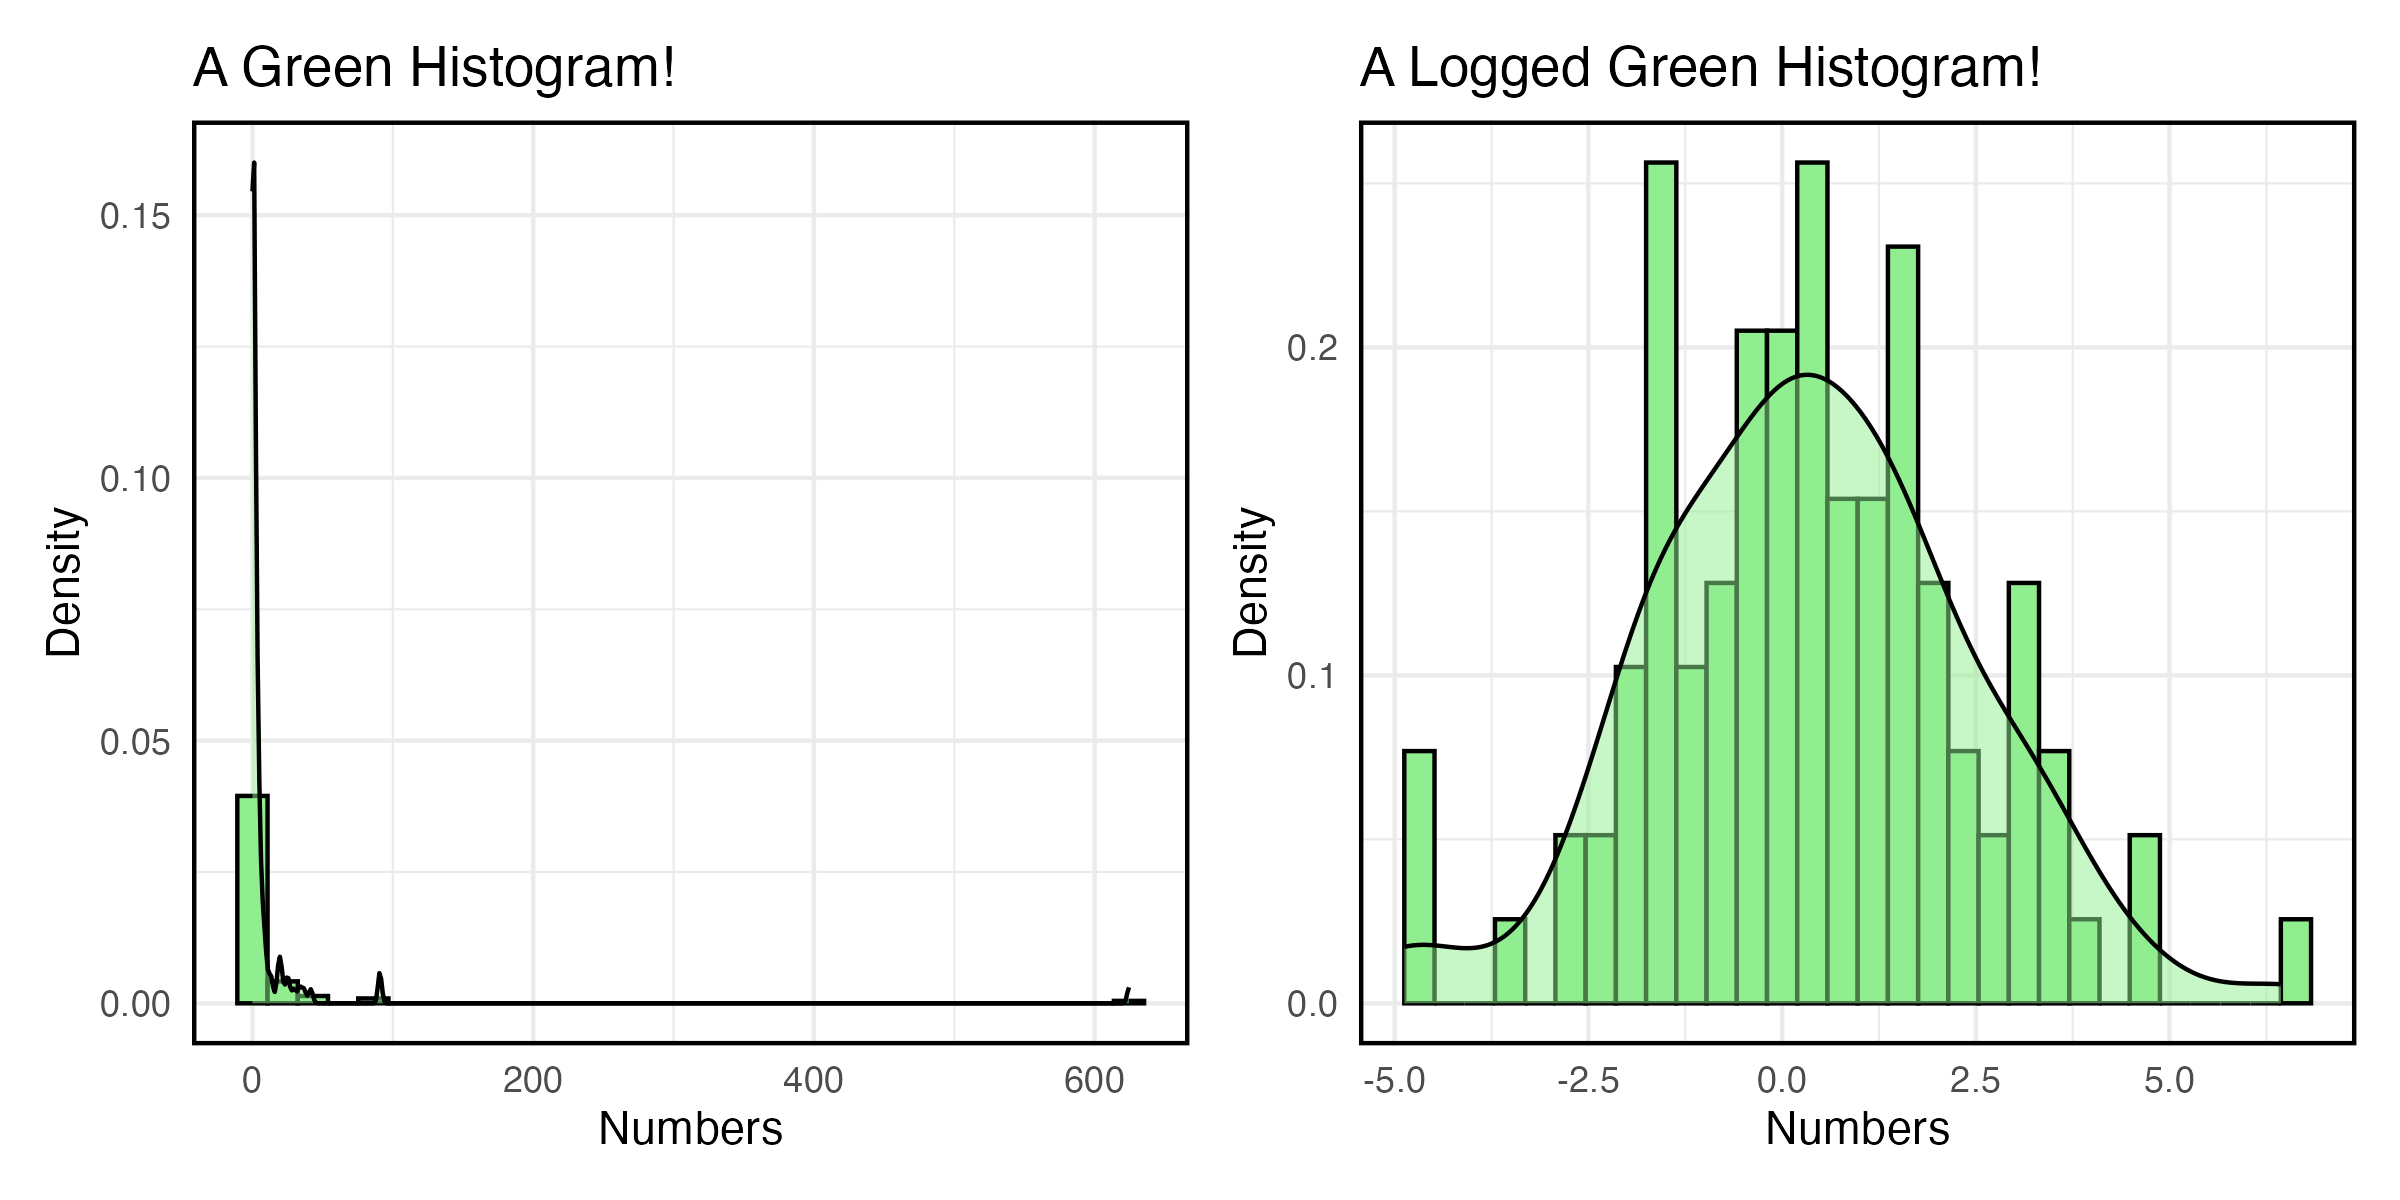 A Green Histogram!
Density
0.15
0.10
0.05
0.00
0 200 400 600
Numbers
A Logged Green Histogram!
Density
0.2
0.1
0.0
-5.0 -2.5 0.0 2.5 5.0
Numbers